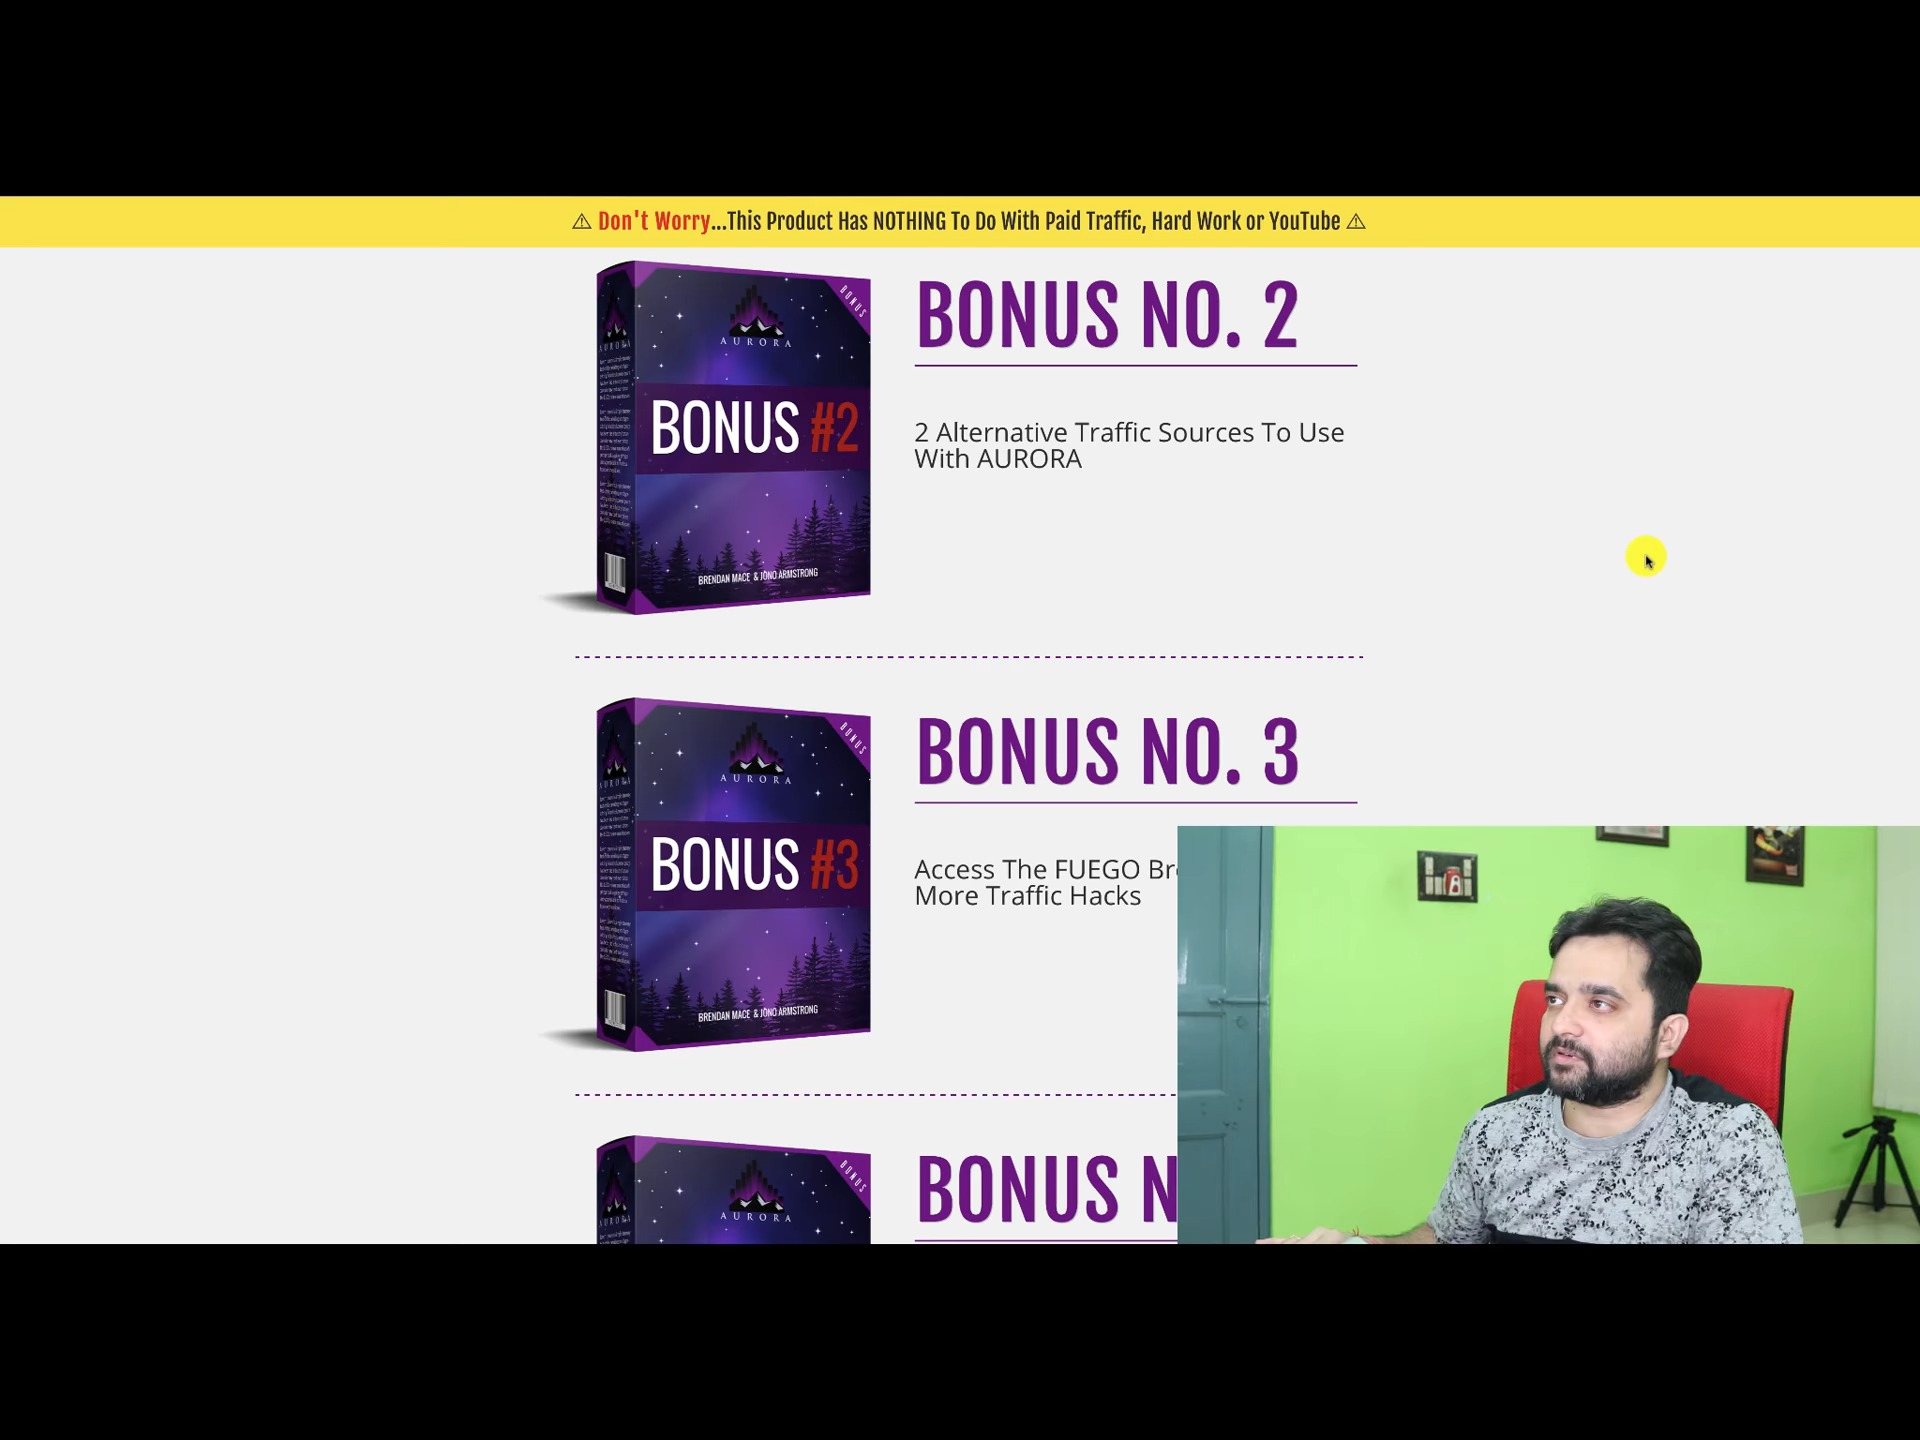 ⚠ Don't Worry...This Product Has NOTHING To Do With Paid Traffic, Hard Work or YouTube ⚠
BONUS
AURORA
BONUS #2
BRENDAN MACE & JONO ARMSTRONG
BONUS NO. 2
2 Alternative Traffic Sources To Use
With AURORA
BONUS
AURORA
BONUS #3
BRENDAN MACE & JONO ARMSTRONG
BONUS NO. 3
Access The FUEGO
More Traffic Hacks
BONUS
AURORA
BONUS